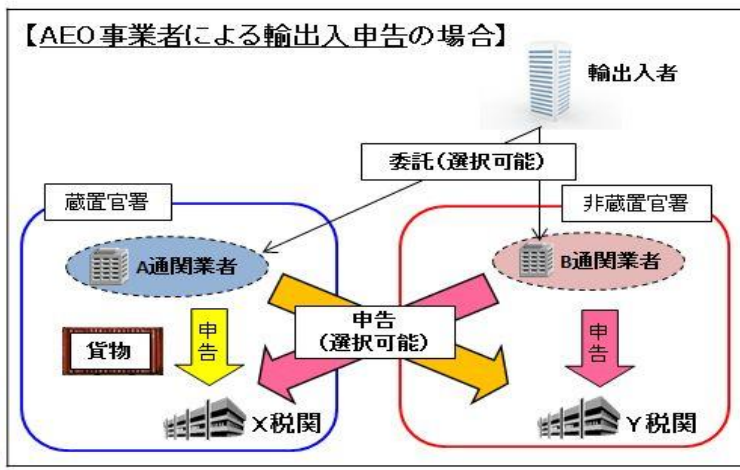 【AEO事業者による輸出入申告の場合】
輸出入者
委託(選択可能)
蔵置官署
非蔵置官署
A通関業者
B通関業者
申告
(選択可能)
貨物
申告
申告
X税関
Y税関